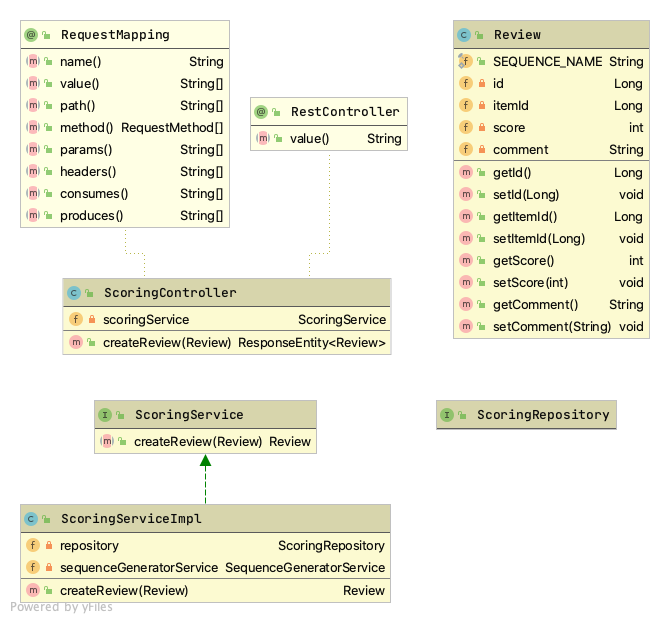 RequestMapping
name() String
value() String[]
path() String[]
method() RequestMethod[]
params() String[]
headers() String[]
consumes() String[]
produces() String[]
RestController
value() String
Review
SEQUENCE_NAME String
id Long
itemId Long
score int
comment String
getId() Long
setId(Long) void
getItemId() Long
setItemId(Long) void
getScore() int
setScore(int) void
getComment() String
setComment(String) void
ScoringController
scoringService ScoringService
createReview(Review) ResponseEntity<Review>
ScoringService
createReview(Review) Review
ScoringRepository
ScoringServiceImpl
repository ScoringRepository
sequenceGeneratorService SequenceGeneratorService
createReview(Review) Review
Powered by yFiles